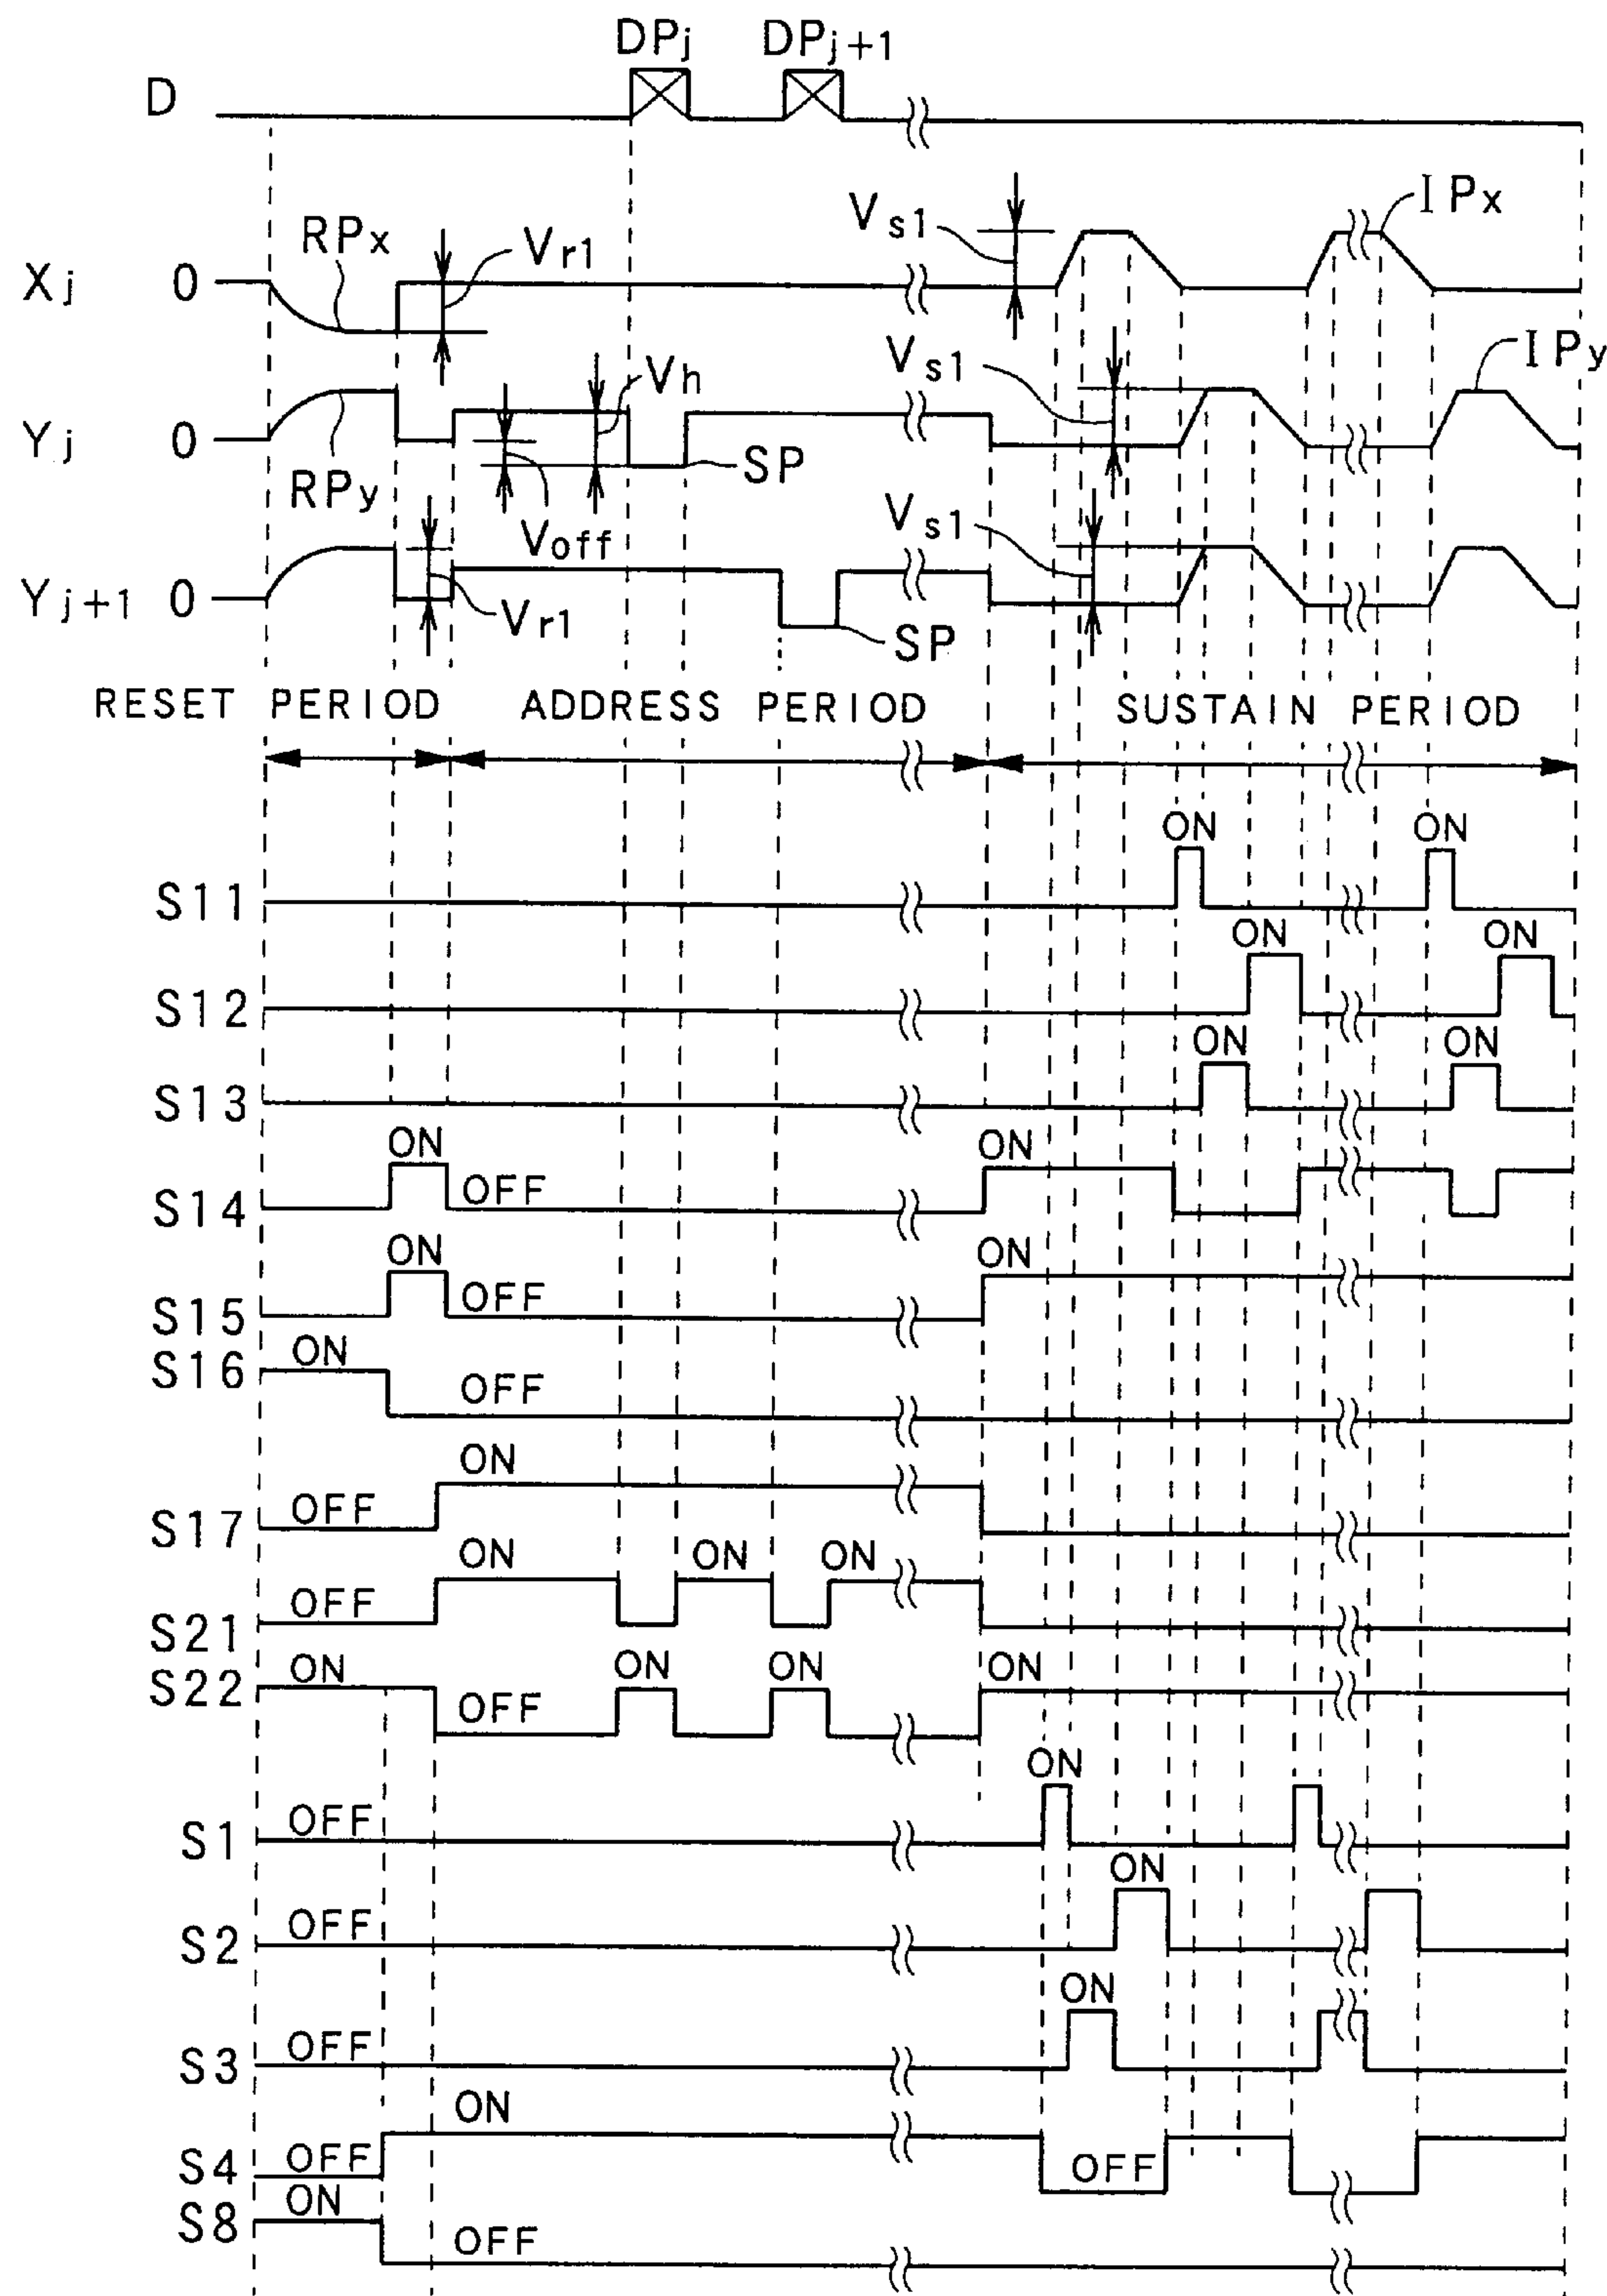 DPj DPj+1
D
Vs1 IPx
RPx Vr1
Xj 0
Vs1 IPy
Vh
Yj 0
SP
RPy
Vs1
Voff
Yj+1 0
Vr1
SP
RESET PERIOD ADDRESS PERIOD SUSTAIN PERIOD
ON ON
S11
ON ON
S12
ON ON
S13
ON ON
OFF
S14
ON ON
OFF
S15
ON
S16
OFF
ON
OFF
S17
ON ON ON
OFF
S21
ON ON ON ON
S22
OFF
ON
OFF
S1
ON
OFF
S2
ON
OFF
S3
ON
OFF OFF
S4
ON
S8
OFF